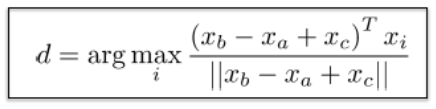 d = arg max_i (x_b − x_a + x_c)^T x_i / ||x_b − x_a + x_c||